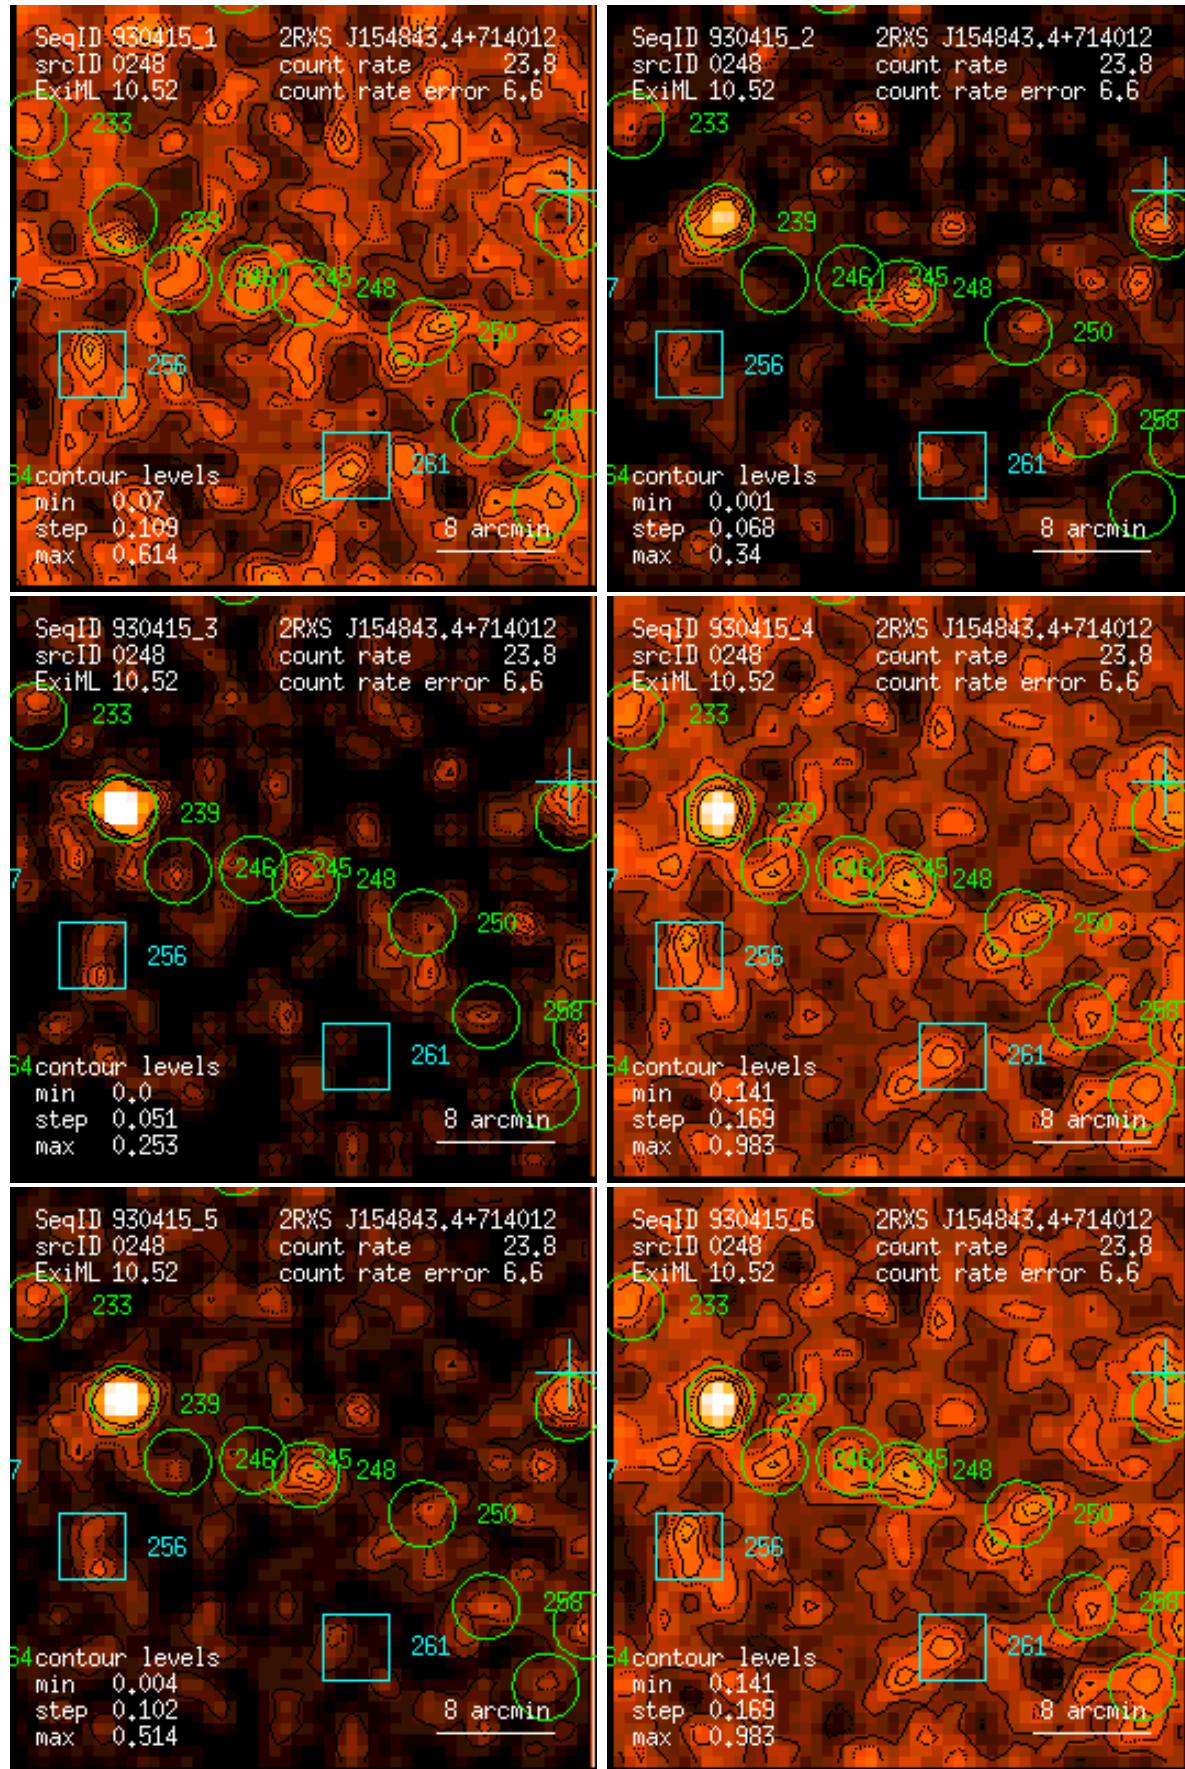 SeqID 930415_1 2RXS J154843.4+714012
srcID 0248 count rate 23.8
ExiML 10.52 count rate error 6.6
233
239
246 245 248
7
250
256
258
261
64 contour levels
min 0.07
step 0.109 8 arcmin
max 0.614
SeqID 930415_2 2RXS J154843.4+714012
srcID 0248 count rate 23.8
ExiML 10.52 count rate error 6.6
233
239
246 245 248
7
250
256
258
261
64 contour levels
min 0.001
step 0.068 8 arcmin
max 0.34
SeqID 930415_3 2RXS J154843.4+714012
srcID 0248 count rate 23.8
ExiML 10.52 count rate error 6.6
233
239
246 245 248
7
250
256
258
261
64 contour levels
min 0.0
step 0.051 8 arcmin
max 0.253
SeqID 930415_4 2RXS J154843.4+714012
srcID 0248 count rate 23.8
ExiML 10.52 count rate error 6.6
233
239
246 245 248
7
250
256
258
261
64 contour levels
min 0.141
step 0.169 8 arcmin
max 0.983
SeqID 930415_5 2RXS J154843.4+714012
srcID 0248 count rate 23.8
ExiML 10.52 count rate error 6.6
233
239
246 245 248
7
250
256
258
261
64 contour levels
min 0.004
step 0.102 8 arcmin
max 0.514
SeqID 930415_6 2RXS J154843.4+714012
srcID 0248 count rate 23.8
ExiML 10.52 count rate error 6.6
233
239
246 245 248
7
250
256
258
261
64 contour levels
min 0.141
step 0.169 8 arcmin
max 0.983